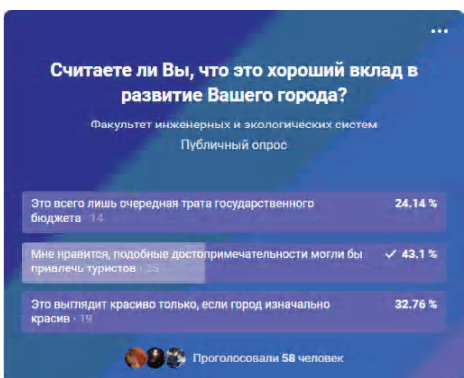 Считаете ли Вы, что это хороший вклад в
развитие Вашего города?
Факультет инженерных и экологических систем
Публичный опрос
Это всего лишь очередная трата государственного
бюджета · 14
24.14 %
Мне нравится, подобные достопримечательности могли бы
привлечь туристов · 25
✓ 43.1 %
Это выглядит красиво только, если город изначально
красив · 19
32.76 %
Проголосовали 58 человек